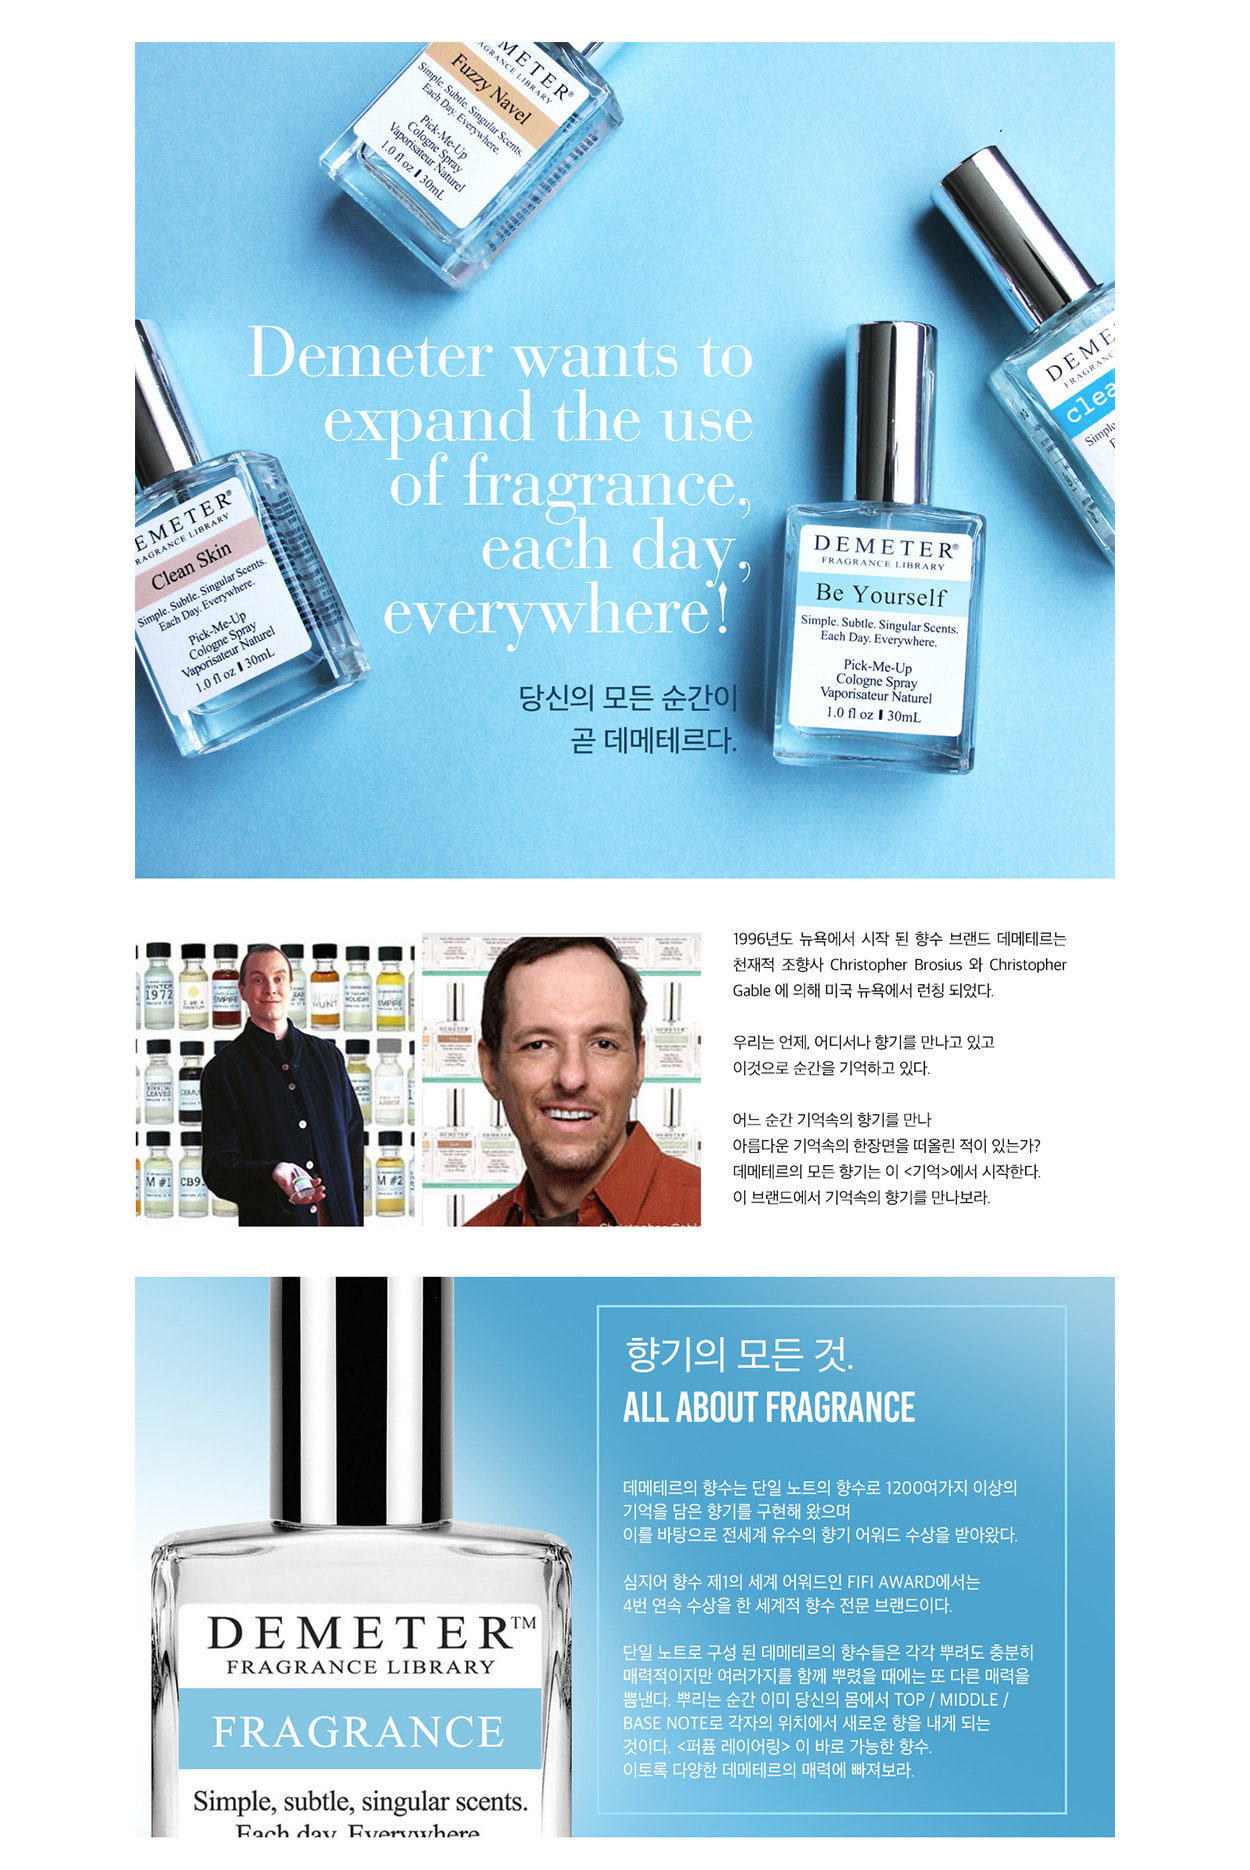 METER®
AGRANCE LIBRARY
Fuzzy Navel
Simple. Subtle. Singular Scents.
Each Day. Everywhere.
Pick-Me-Up
Cologne Spray
Vaporisateur Naturel
1.0 fl oz 30mL
DEME
FRAGRANC
clea
Simple
Demeter wants to
expand the use
of fragrance,
each day,
everywhere!
당신의 모든 순간이
곧 데메테르다.
EMETER®
RAGRANCE LIBRARY
Clean Skin
Simple. Subtle. Singular Scents.
Each Day. Everywhere.
Pick-Me-Up
Cologne Spray
Vaporisateur Naturel
1.0 fl oz 30mL
DEMETER®
FRAGRANCE LIBRARY
Be Yourself
Simple. Subtle. Singular Scents.
Each Day. Everywhere.
Pick-Me-Up
Cologne Spray
Vaporisateur Naturel
1.0 fl oz 30mL
WINTER
1972
EMPIRE
HUNT
HOLIDAY
EMPIRE
LEAVES
M #1
CB93
M #2
DEMETER
1996년도 뉴욕에서 시작 된 향수 브랜드 데메테르는
천재적 조향사 Christopher Brosius 와 Christopher
Gable 에 의해 미국 뉴욕에서 런칭 되었다.
우리는 언제, 어디서나 향기를 만나고 있고
이것으로 순간을 기억하고 있다.
어느 순간 기억속의 향기를 만나
아름다운 기억속의 한장면을 떠올린 적이 있는가?
데메테르의 모든 향기는 이 <기억>에서 시작한다.
이 브랜드에서 기억속의 향기를 만나보라.
향기의 모든 것.
ALL ABOUT FRAGRANCE
데메테르의 향수는 단일 노트의 향수로 1200여가지 이상의
기억을 담은 향기를 구현해 왔으며
이를 바탕으로 전세계 유수의 향기 어워드 수상을 받아왔다.
심지어 향수 제1의 세계 어워드인 FIFI AWARD에서는
4번 연속 수상을 한 세계적 향수 전문 브랜드이다.
단일 노트로 구성 된 데메테르의 향수들은 각각 뿌려도 충분히
매력적이지만 여러가지를 함께 뿌렸을 때에는 또 다른 매력을
뽐낸다. 뿌리는 순간 이미 당신의 몸에서 TOP / MIDDLE /
BASE NOTE로 각자의 위치에서 새로운 향을 내게 되는
것이다. <퍼퓸 레이어링> 이 바로 가능한 향수.
이토록 다양한 데메테르의 매력에 빠져보라.
DEMETER™
FRAGRANCE LIBRARY
FRAGRANCE
Simple, subtle, singular scents.
Each day. Everywhere.